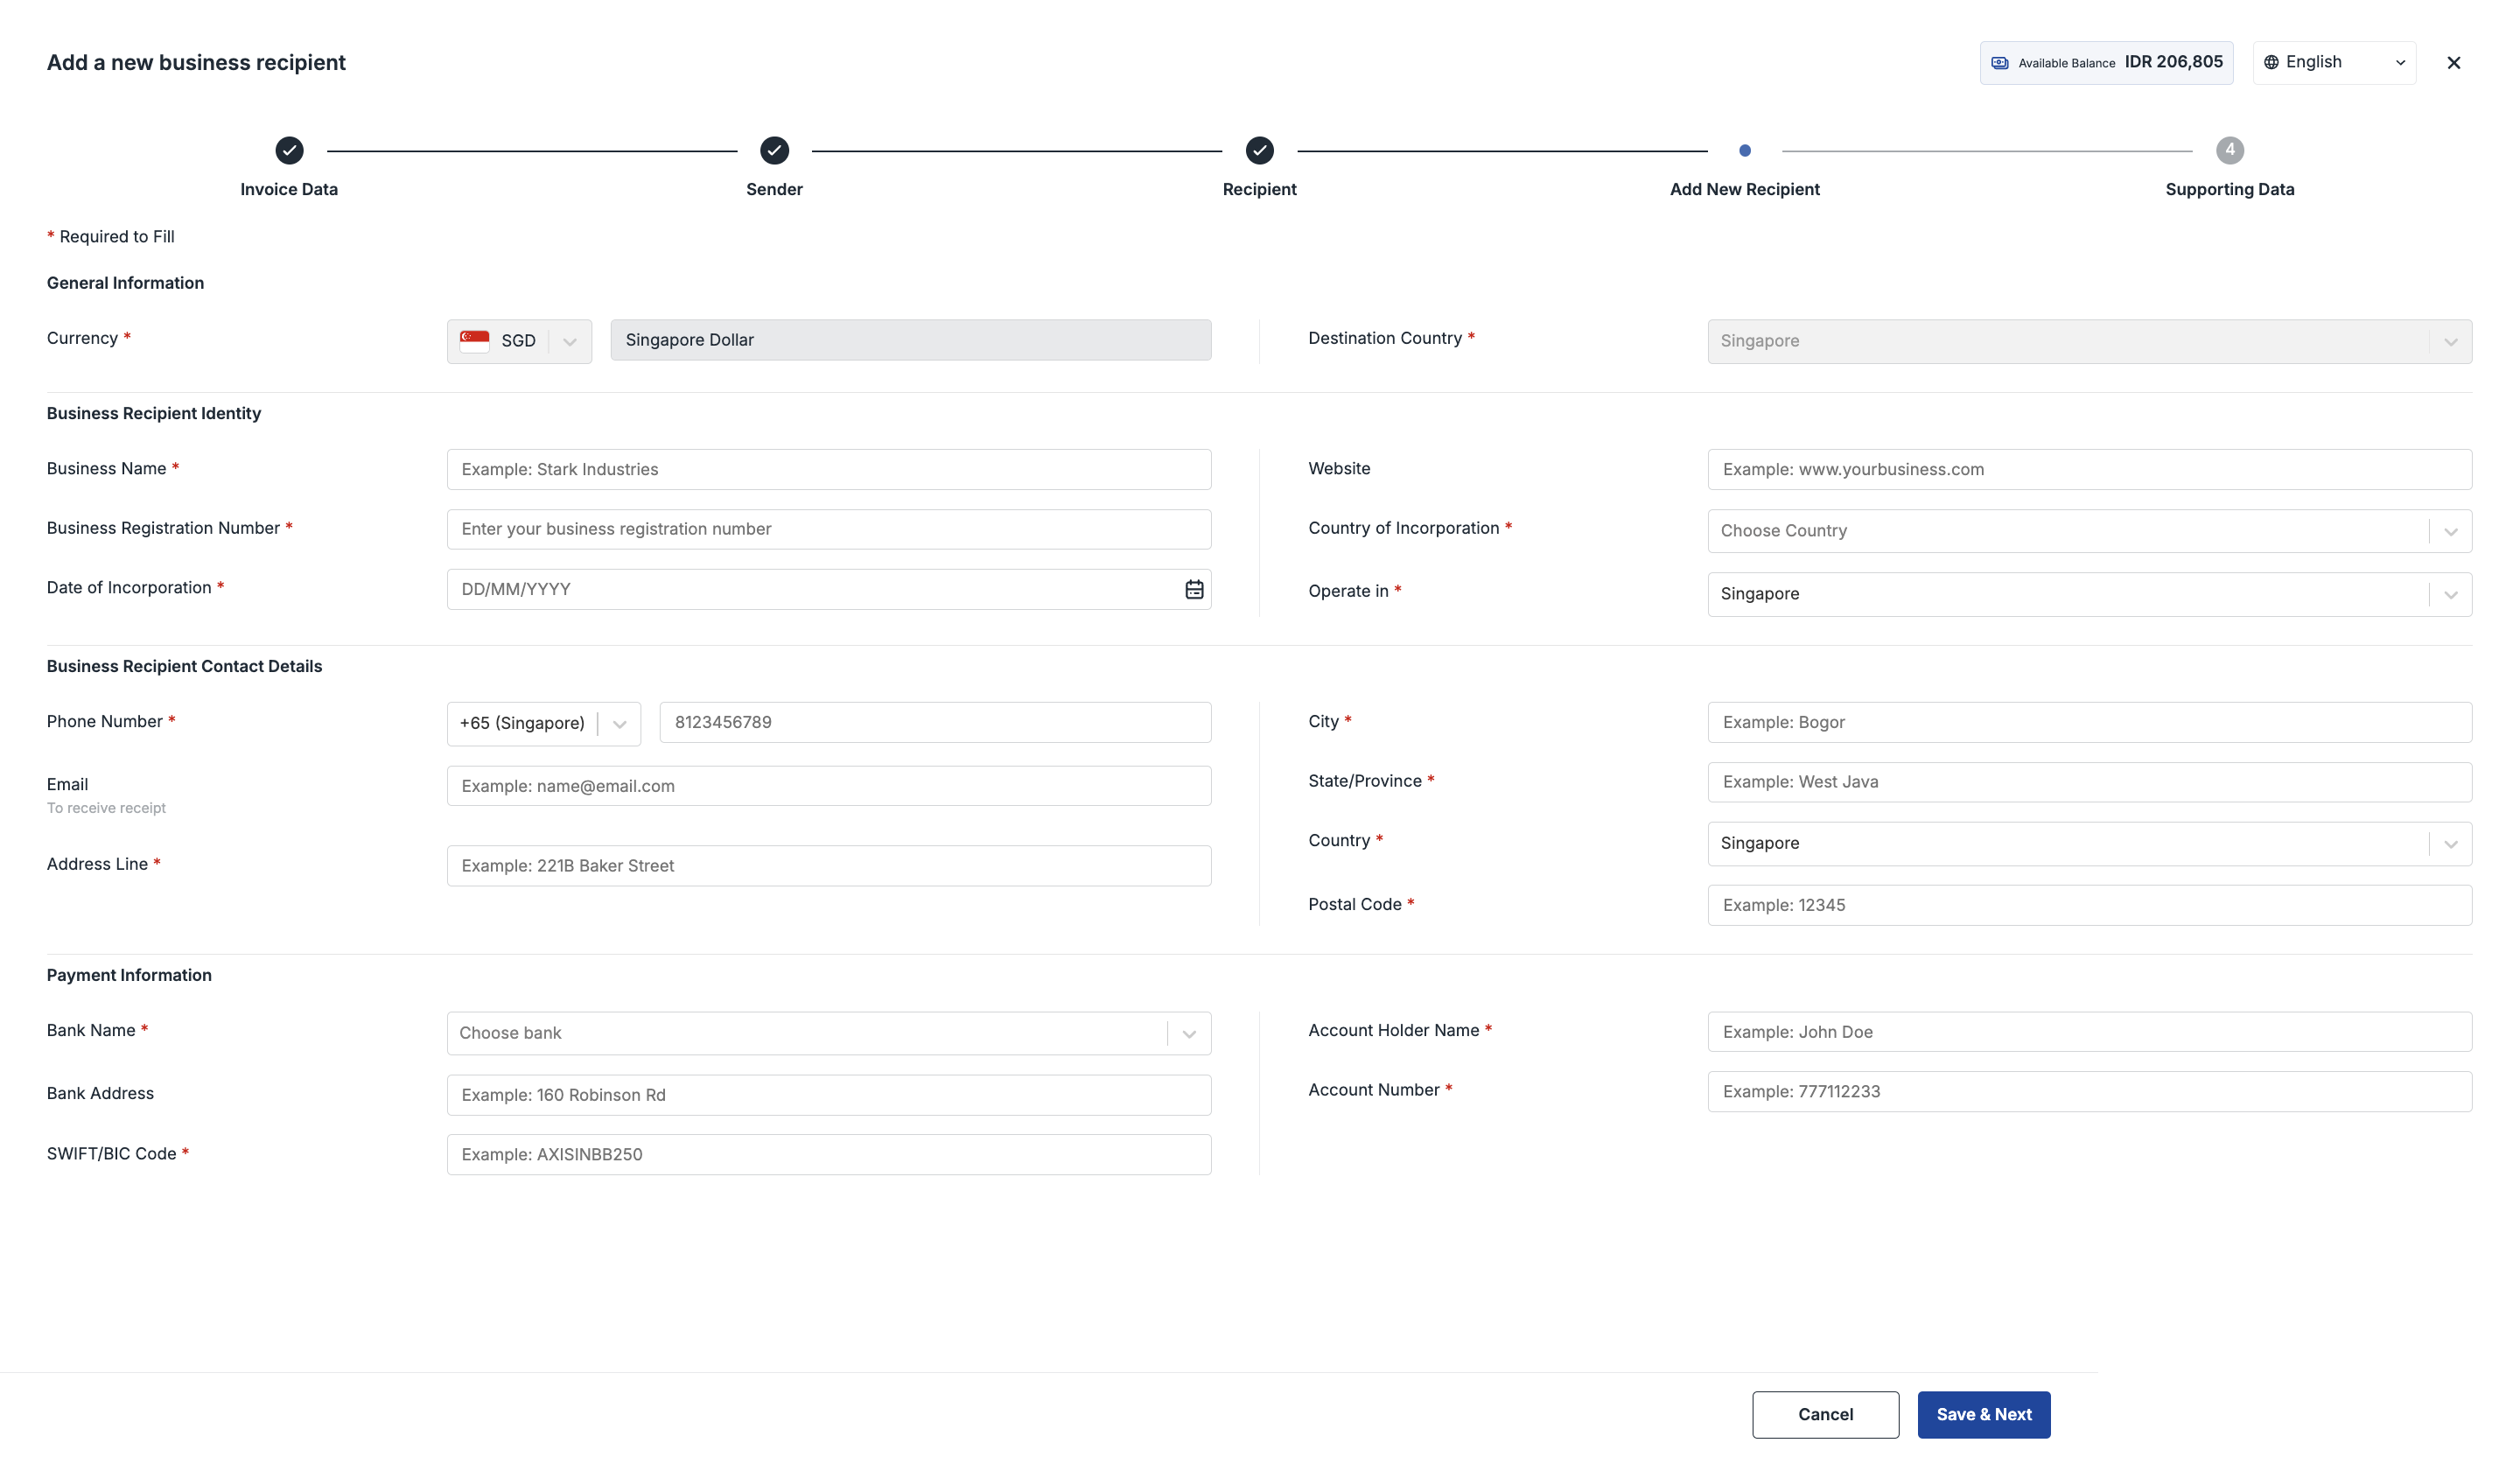 Add a new business recipient
Available Balance IDR 206,805
English
Invoice Data
Sender
Recipient
Add New Recipient
4
Supporting Data
* Required to Fill
General Information
Currency *
SGD
Singapore Dollar
Destination Country *
Singapore
Business Recipient Identity
Business Name *
Example: Stark Industries
Website
Example: www.yourbusiness.com
Business Registration Number *
Enter your business registration number
Country of Incorporation *
Choose Country
Date of Incorporation *
DD/MM/YYYY
Operate in *
Singapore
Business Recipient Contact Details
Phone Number *
+65 (Singapore)
8123456789
City *
Example: Bogor
Email
To receive receipt
Example: name@email.com
State/Province *
Example: West Java
Address Line *
Example: 221B Baker Street
Country *
Singapore
Postal Code *
Example: 12345
Payment Information
Bank Name *
Choose bank
Account Holder Name *
Example: John Doe
Bank Address
Example: 160 Robinson Rd
Account Number *
Example: 777112233
SWIFT/BIC Code *
Example: AXISINBB250
Cancel
Save & Next